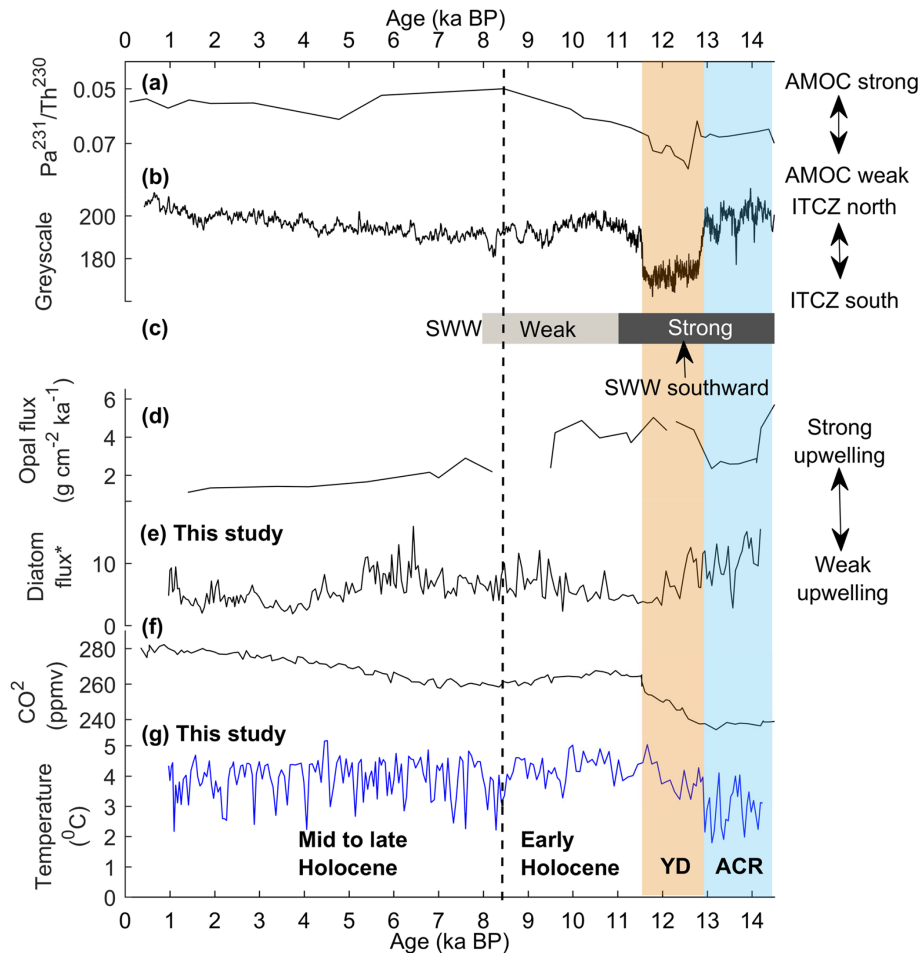 Age (ka BP)
0 1 2 3 4 5 6 7 8 9 10 11 12 13 14
(a)
Pa231/Th230
0.05
0.07
AMOC strong
AMOC weak
(b)
Greyscale
200
180
ITCZ north
ITCZ south
(c)
SWW
Weak
Strong
SWW southward
(d)
Opal flux
(g cm-2 ka-1)
6
4
2
Strong
upwelling
(e) This study
Diatom
flux*
10
0
Weak
upwelling
(f)
CO2
(ppmv)
280
260
240
(g) This study
Temperature
(0C)
5
4
3
2
1
0
Mid to late
Holocene
Early
Holocene
YD
ACR
0 1 2 3 4 5 6 7 8 9 10 11 12 13 14
Age (ka BP)